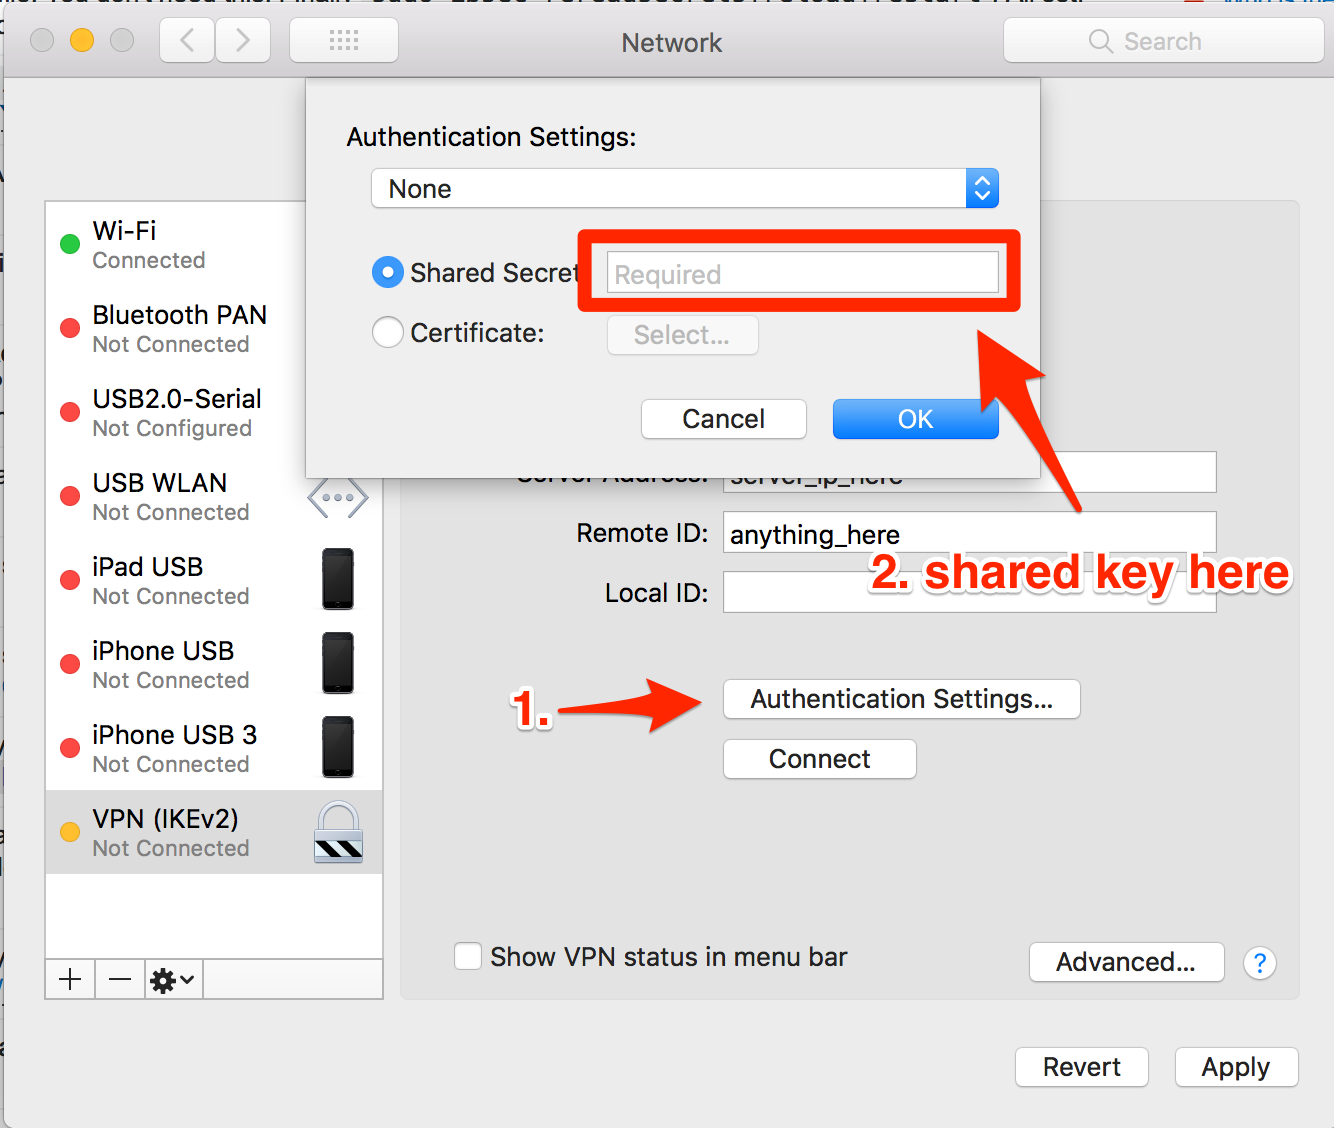 Network
Search
Authentication Settings:
None
Shared Secret
Required
Certificate:
Select...
Cancel
OK
Wi-Fi
Connected
Bluetooth PAN
Not Connected
USB2.0-Serial
Not Configured
USB WLAN
Not Connected
iPad USB
Not Connected
iPhone USB
Not Connected
iPhone USB 3
Not Connected
VPN (IKEv2)
Not Connected
Server Address: server_ip_here
Remote ID: anything_here
2. shared key here
Local ID:
1.
Authentication Settings...
Connect
Show VPN status in menu bar
Advanced...
?
Revert
Apply